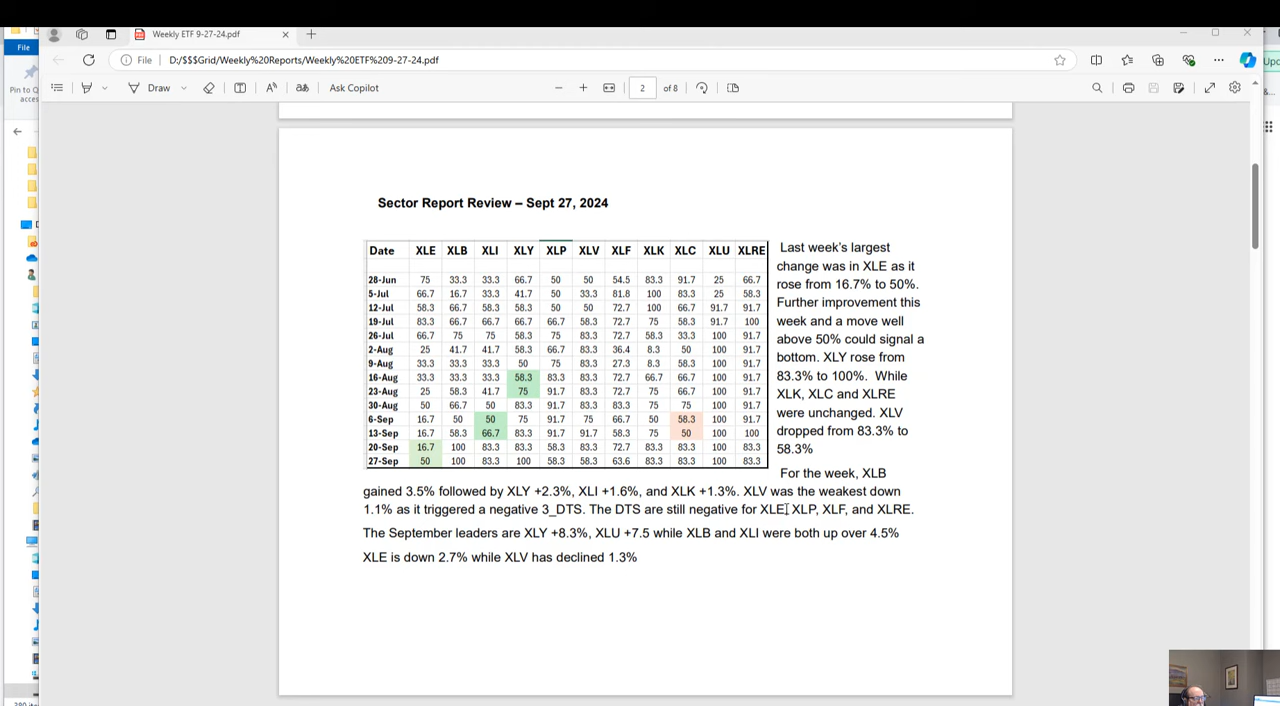 Weekly ETF 9-27-24.pdf
File
File D:/$$$Grid/Weekly%20Reports/Weekly%20ETF%209-27-24.pdf
Draw Ask Copilot 2 of 8
Sector Report Review – Sept 27, 2024
Date XLE XLB XLI XLY XLP XLV XLF XLK XLC XLU XLRE
28-Jun 75 33.3 33.3 66.7 50 50 54.5 83.3 91.7 25 66.7
5-Jul 66.7 16.7 33.3 41.7 50 33.3 81.8 100 83.3 25 58.3
12-Jul 58.3 66.7 58.3 58.3 50 50 72.7 100 66.7 91.7 91.7
19-Jul 83.3 66.7 66.7 66.7 66.7 58.3 72.7 75 58.3 91.7 100
26-Jul 66.7 75 75 58.3 75 83.3 72.7 58.3 33.3 100 91.7
2-Aug 25 41.7 41.7 58.3 66.7 83.3 36.4 8.3 50 100 91.7
9-Aug 33.3 33.3 33.3 50 75 83.3 27.3 8.3 58.3 100 91.7
16-Aug 33.3 33.3 33.3 58.3 83.3 83.3 72.7 66.7 66.7 100 91.7
23-Aug 25 58.3 41.7 75 91.7 83.3 72.7 75 66.7 100 91.7
30-Aug 50 66.7 50 83.3 91.7 83.3 83.3 75 75 100 91.7
6-Sep 16.7 50 50 75 91.7 75 66.7 50 58.3 100 91.7
13-Sep 16.7 58.3 66.7 83.3 91.7 91.7 58.3 75 50 100 100
20-Sep 16.7 100 83.3 83.3 58.3 83.3 72.7 83.3 83.3 100 83.3
27-Sep 50 100 83.3 100 58.3 58.3 63.6 83.3 83.3 100 83.3
Last week's largest
change was in XLE as it
rose from 16.7% to 50%.
Further improvement this
week and a move well
above 50% could signal a
bottom. XLY rose from
83.3% to 100%. While
XLK, XLC and XLRE
were unchanged. XLV
dropped from 83.3% to
58.3%
For the week, XLB
gained 3.5% followed by XLY +2.3%, XLI +1.6%, and XLK +1.3%. XLV was the weakest down
1.1% as it triggered a negative 3_DTS. The DTS are still negative for XLE, XLP, XLF, and XLRE.
The September leaders are XLY +8.3%, XLU +7.5 while XLB and XLI were both up over 4.5%
XLE is down 2.7% while XLV has declined 1.3%